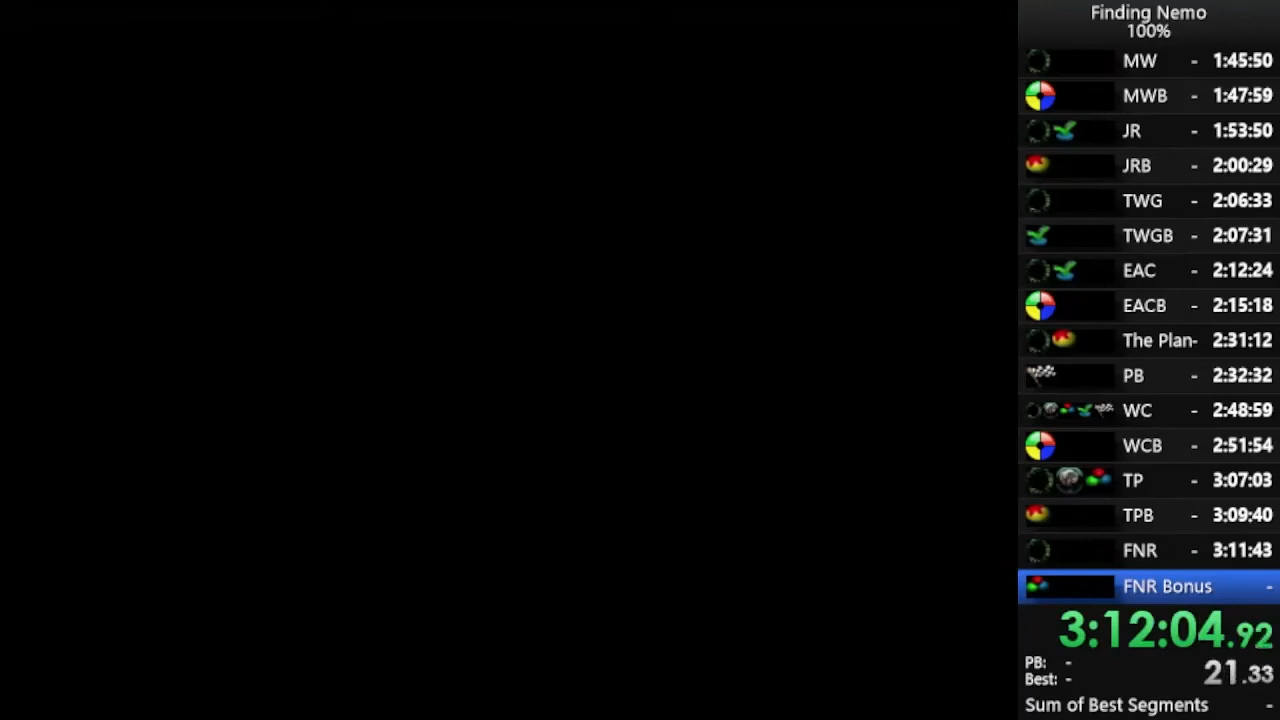 Finding Nemo
100%
MW - 1:45:50
MWB - 1:47:59
JR - 1:53:50
JRB - 2:00:29
TWG - 2:06:33
TWGB - 2:07:31
EAC - 2:12:24
EACB - 2:15:18
The Plan- 2:31:12
PB - 2:32:32
WC - 2:48:59
WCB - 2:51:54
TP - 3:07:03
TPB - 3:09:40
FNR - 3:11:43
FNR Bonus -
3:12:04.92
PB: -
Best: - 21.33
Sum of Best Segments -